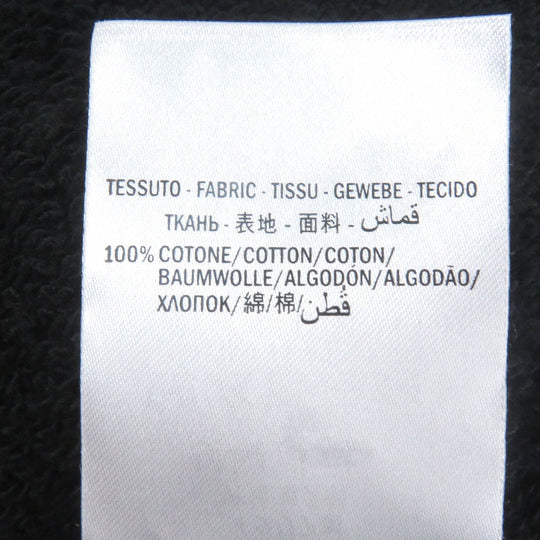 TESSUTO - FABRIC - TISSU - GEWEBE - TECIDO
ТКАНЬ - 表地 - 面料 - قماش
100% COTONE/COTTON/COTON/
BAUMWOLLE/ALGODÓN/ALGODÃO/
ХЛОПОК/綿/棉/قُطن